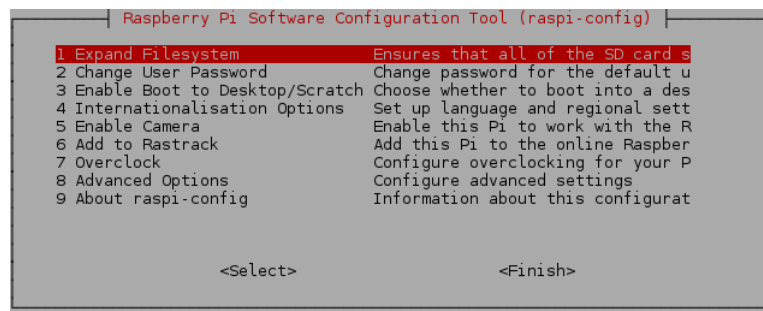 Raspberry Pi Software Configuration Tool (raspi-config)
1 Expand Filesystem Ensures that all of the SD card s
2 Change User Password Change password for the default u
3 Enable Boot to Desktop/Scratch Choose whether to boot into a des
4 Internationalisation Options Set up language and regional sett
5 Enable Camera Enable this Pi to work with the R
6 Add to Rastrack Add this Pi to the online Raspber
7 Overclock Configure overclocking for your P
8 Advanced Options Configure advanced settings
9 About raspi-config Information about this configurat
<Select> <Finish>